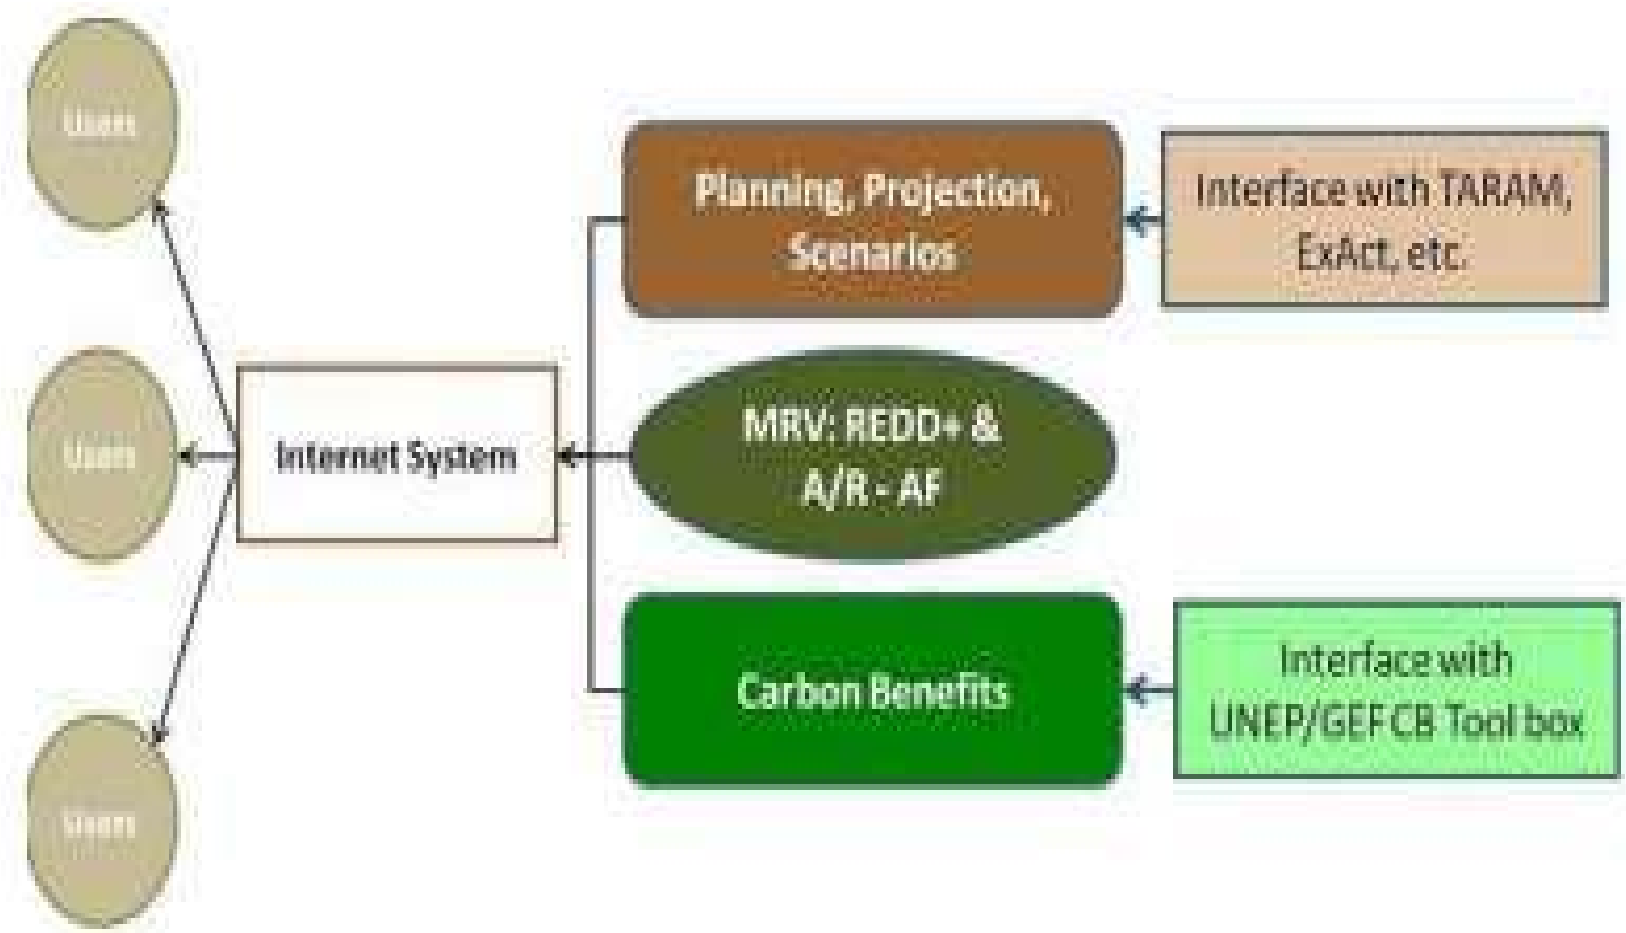 Users
Planning, Projection,
Scenarios
Interface with TARAM,
ExAct, etc.
Users
Internet System
MRV: REDD+ &
A/R - AF
Carbon Benefits
Interface with
UNEP/GEF CB Tool box
Users